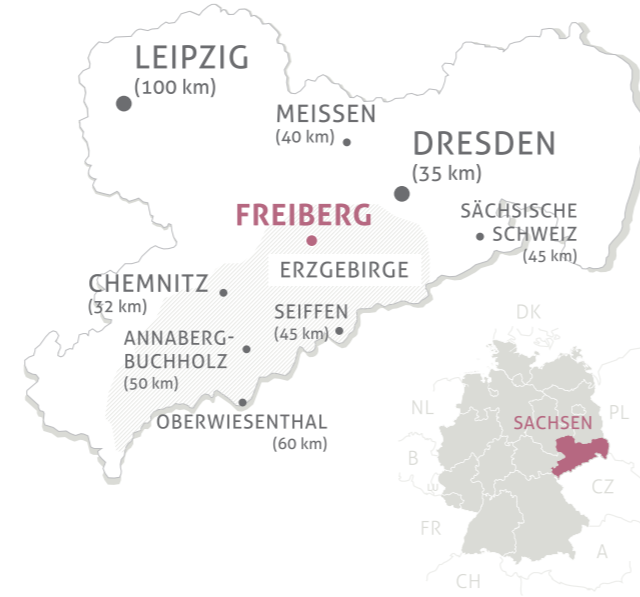 LEIPZIG
(100 km)
MEISSEN
(40 km)
DRESDEN
(35 km)
FREIBERG
SÄCHSISCHE
SCHWEIZ
(45 km)
ERZGEBIRGE
CHEMNITZ
(32 km)
SEIFFEN
(45 km)
ANNABERG-
BUCHHOLZ
(50 km)
OBERWIESENTHAL
(60 km)
DK
NL
PL
SACHSEN
B
CZ
FR
A
CH